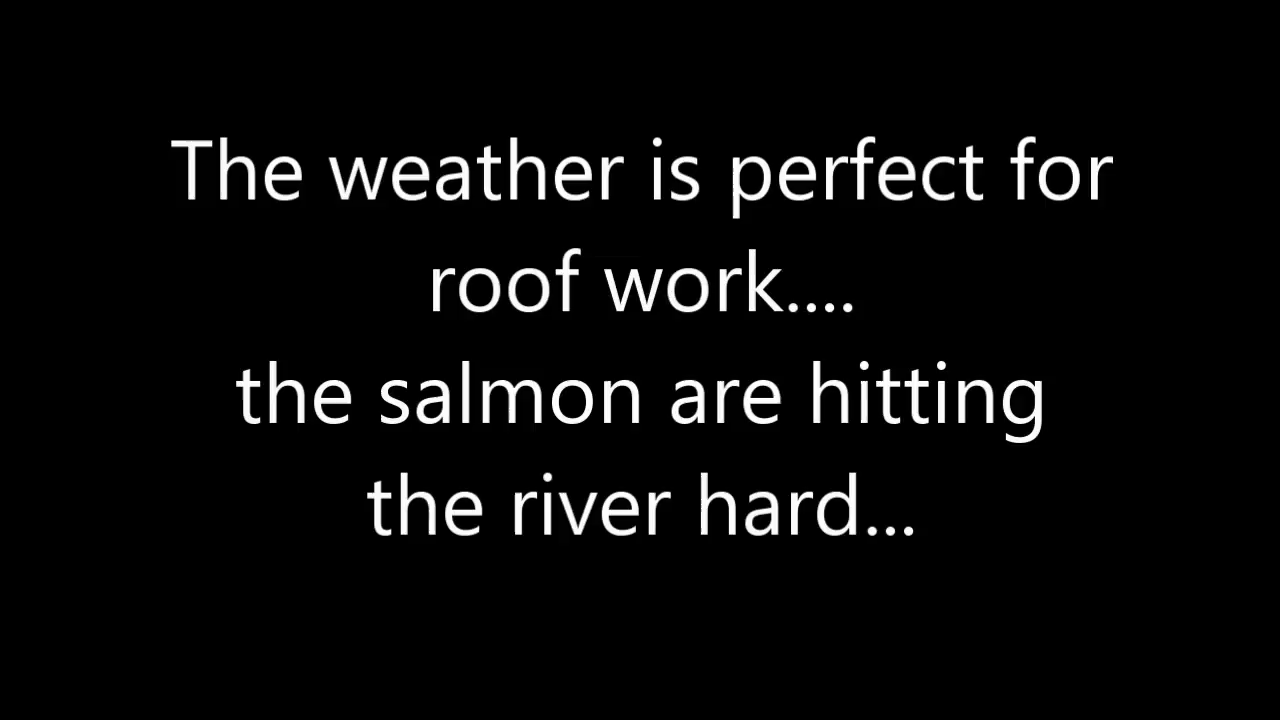 The weather is perfect for
roof work....
the salmon are hitting
the river hard...